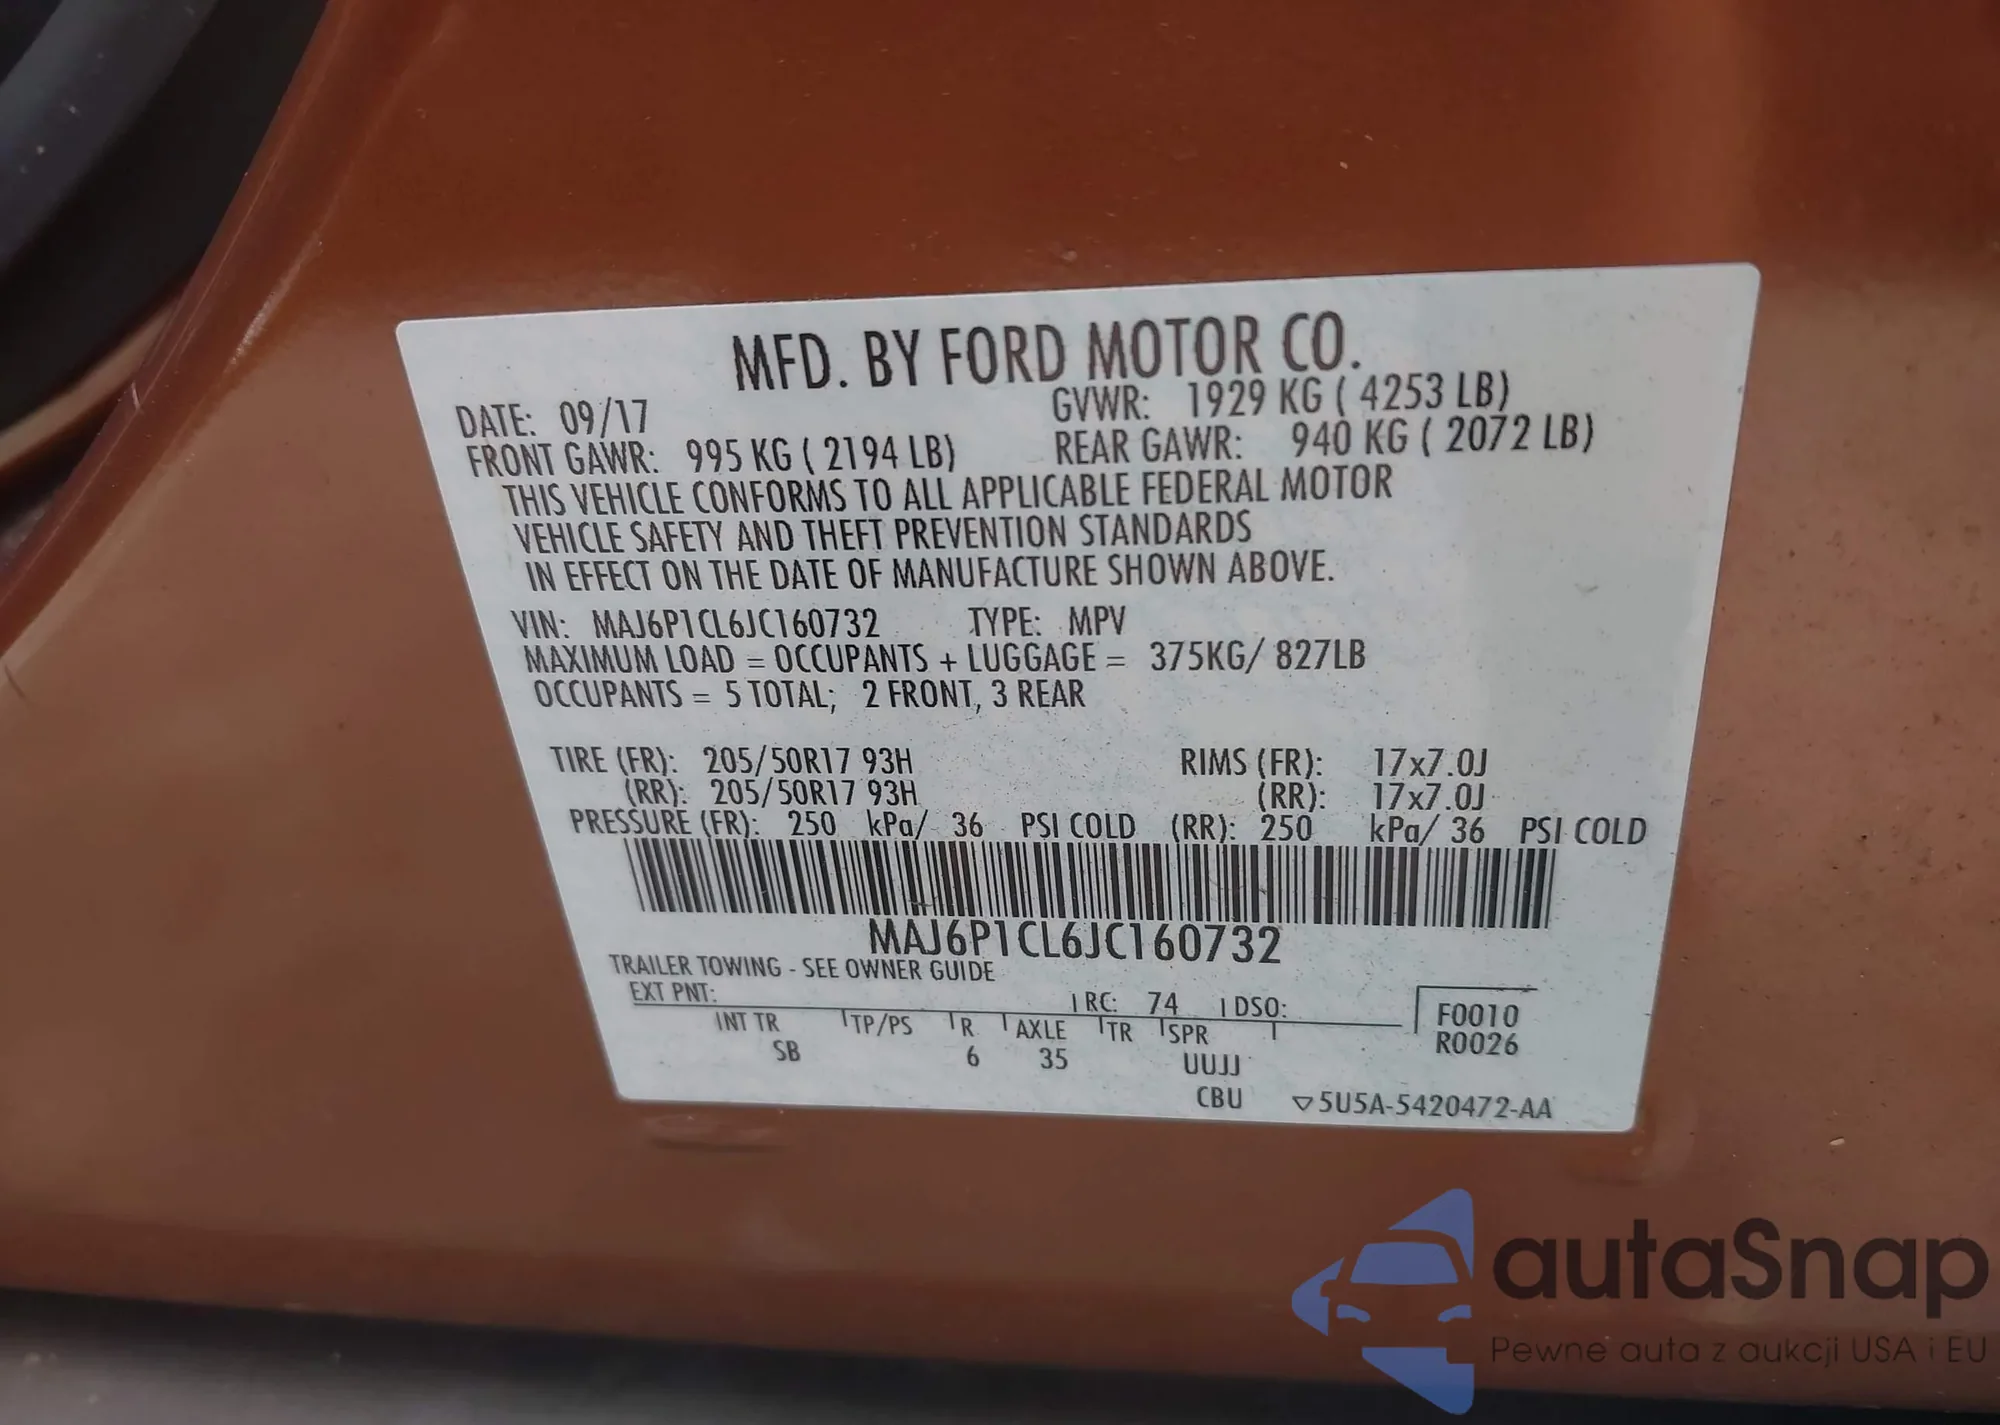 MFD. BY FORD MOTOR CO.
DATE: 09/17 GVWR: 1929 KG ( 4253 LB)
FRONT GAWR: 995 KG ( 2194 LB) REAR GAWR: 940 KG ( 2072 LB)
THIS VEHICLE CONFORMS TO ALL APPLICABLE FEDERAL MOTOR
VEHICLE SAFETY AND THEFT PREVENTION STANDARDS
IN EFFECT ON THE DATE OF MANUFACTURE SHOWN ABOVE.
VIN: MAJ6P1CL6JC160732 TYPE: MPV
MAXIMUM LOAD = OCCUPANTS + LUGGAGE = 375KG/ 827LB
OCCUPANTS = 5 TOTAL; 2 FRONT, 3 REAR
TIRE (FR): 205/50R17 93H RIMS (FR): 17x7.0J
(RR): 205/50R17 93H (RR): 17x7.0J
PRESSURE (FR): 250 kPa/ 36 PSI COLD (RR): 250 kPa/ 36 PSI COLD
MAJ6P1CL6JC160732
TRAILER TOWING - SEE OWNER GUIDE
EXT PNT: RC: 74 DSO: F0010
INT TR TP/PS R AXLE TR SPR R0026
SB 6 35 UUJJ
CBU ▽5U5A-5420472-AA
autaSnap
Pewne auta z aukcji USA i EU